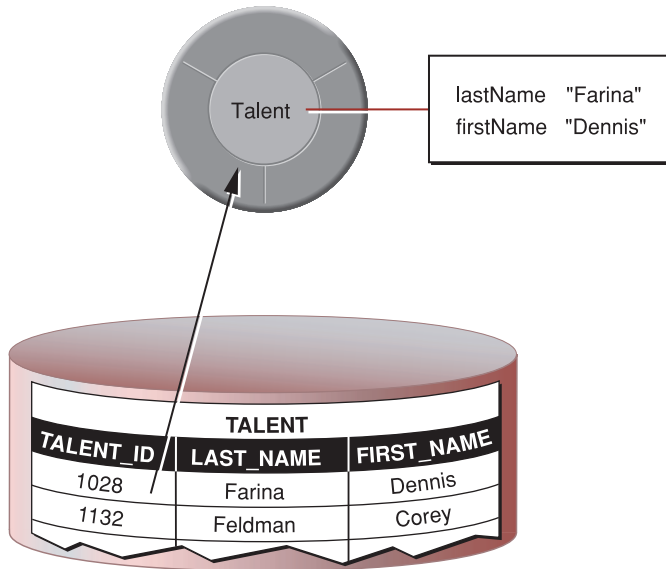 Talent
lastName "Farina"
firstName "Dennis"
TALENT
TALENT_ID LAST_NAME FIRST_NAME
1028 Farina Dennis
1132 Feldman Corey